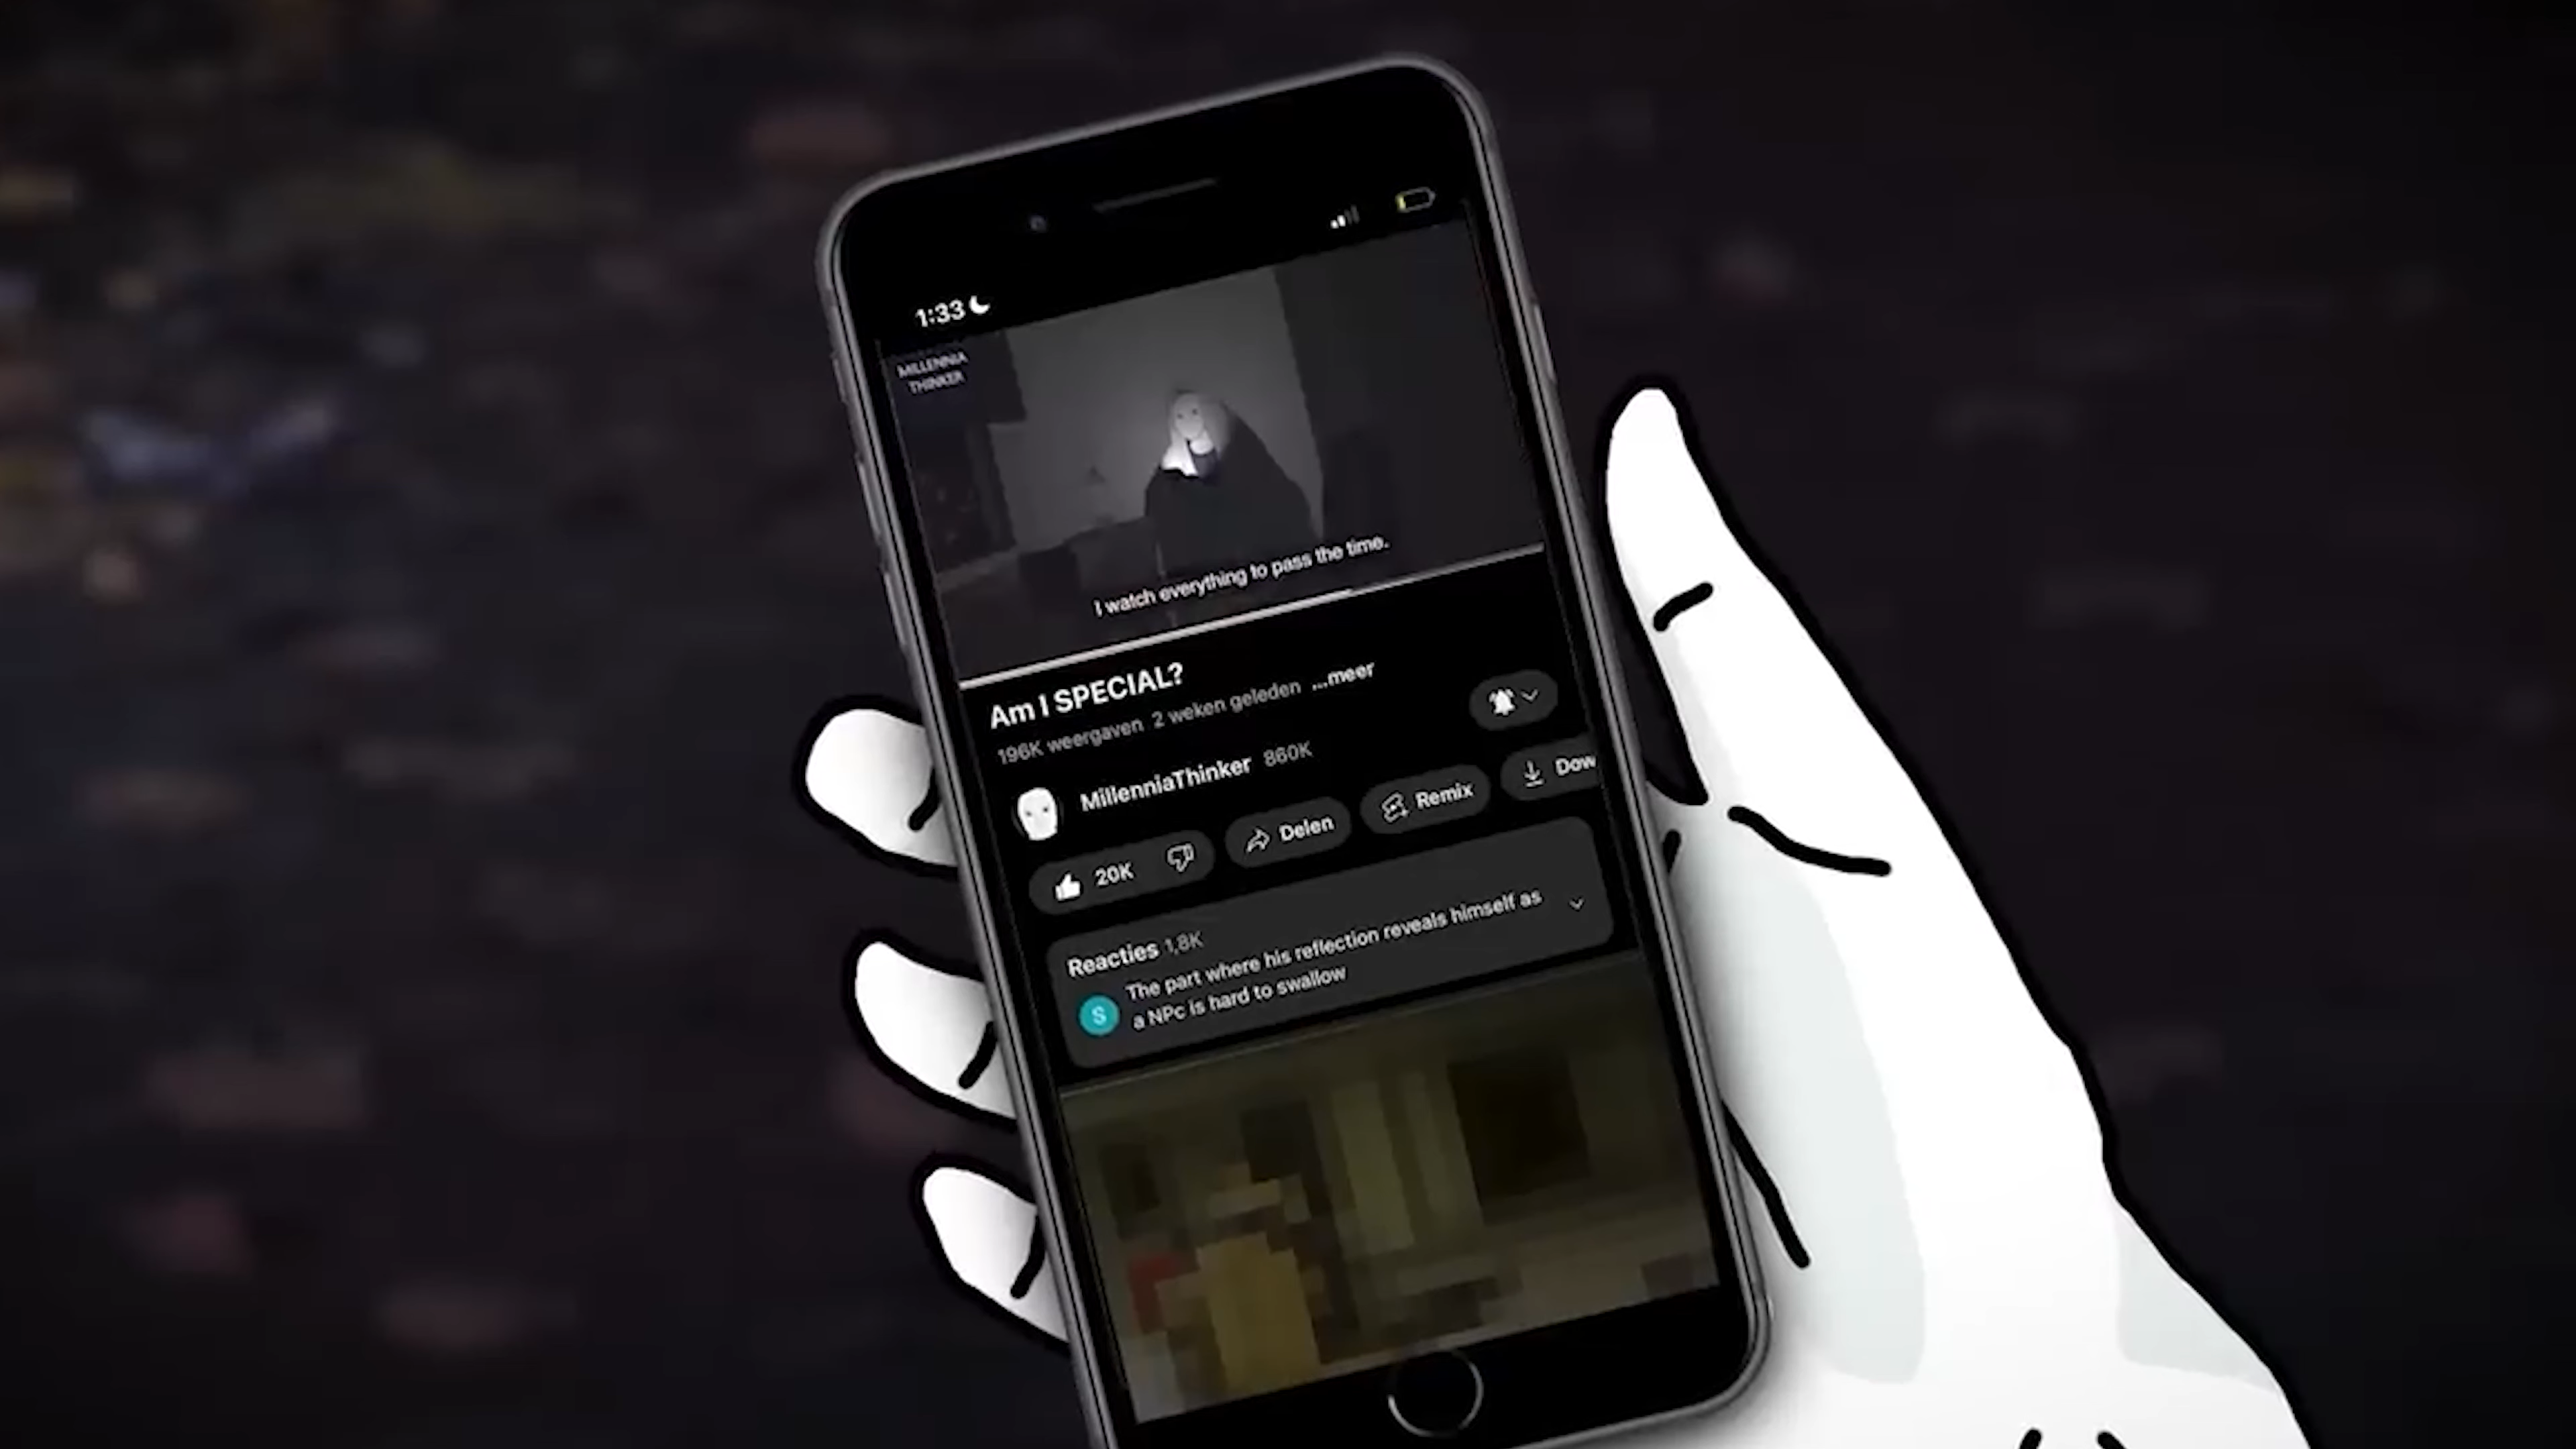 1:33
MILLENNIA
THINKER
I watch everything to pass the time.
Am I SPECIAL?
196K weergaven 2 weken geleden ...meer
MillenniaThinker 860K
20K Delen Remix Dow
Reacties 1,8K
S
The part where his reflection reveals himself as
a NPc is hard to swallow